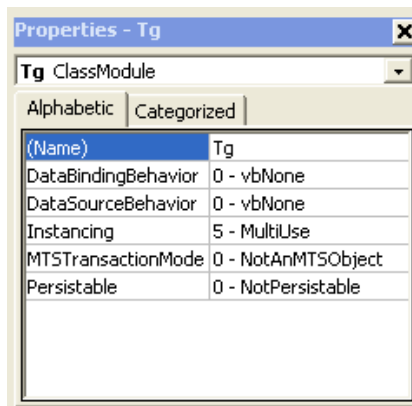 Properties - Tg
Tg ClassModule
Alphabetic Categorized
(Name) Tg
DataBindingBehavior 0 - vbNone
DataSourceBehavior 0 - vbNone
Instancing 5 - MultiUse
MTSTransactionMode 0 - NotAnMTSObject
Persistable 0 - NotPersistable